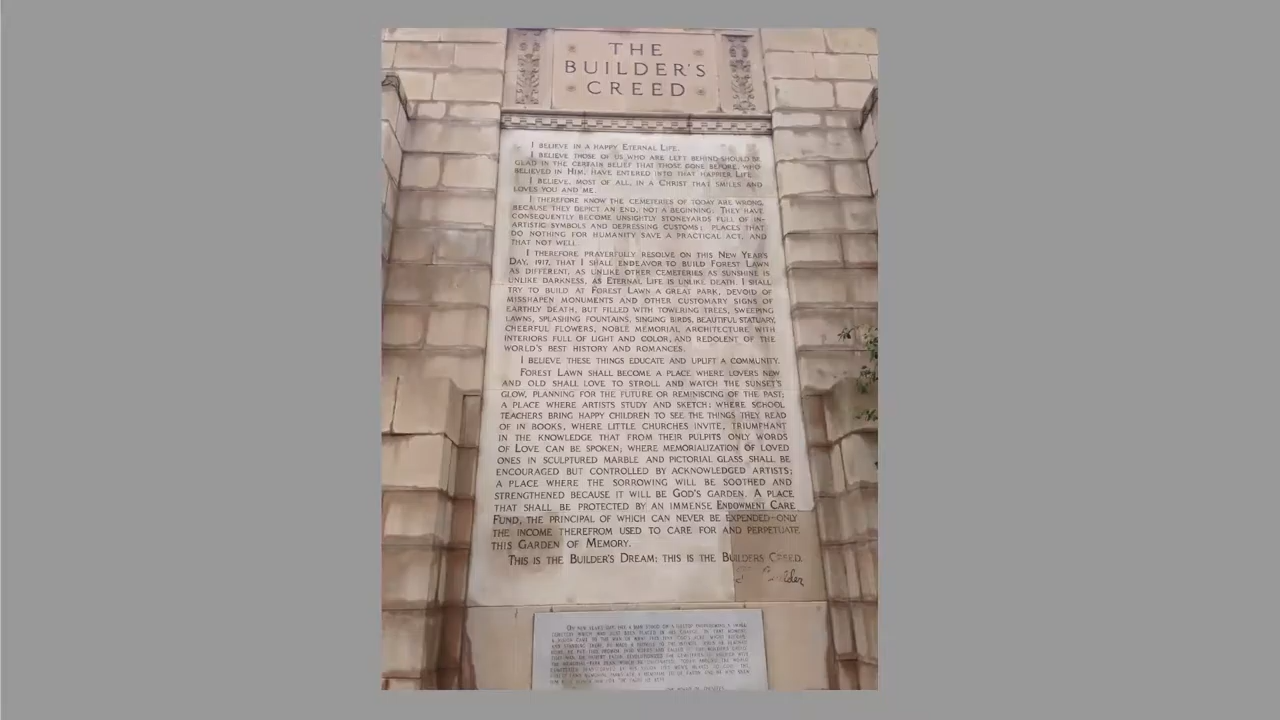 THE
BUILDER'S
CREED
I BELIEVE IN A HAPPY ETERNAL LIFE.
I BELIEVE THOSE OF US WHO ARE LEFT BEHIND SHOULD BE
GLAD IN THE CERTAIN BELIEF THAT THOSE GONE BEFORE, WHO
BELIEVED IN HIM, HAVE ENTERED INTO THAT HAPPIER LIFE.
I BELIEVE, MOST OF ALL, IN A CHRIST THAT SMILES AND
LOVES YOU AND ME.
I THEREFORE KNOW THE CEMETERIES OF TODAY ARE WRONG,
BECAUSE THEY DEPICT AN END, NOT A BEGINNING. THEY HAVE
CONSEQUENTLY BECOME UNSIGHTLY STONEYARDS FULL OF IN-
ARTISTIC SYMBOLS AND DEPRESSING CUSTOMS; PLACES THAT
DO NOTHING FOR HUMANITY SAVE A PRACTICAL ACT, AND
THAT NOT WELL.
I THEREFORE PRAYERFULLY RESOLVE ON THIS NEW YEAR'S
DAY, 1917, THAT I SHALL ENDEAVOR TO BUILD FOREST LAWN
AS DIFFERENT, AS UNLIKE OTHER CEMETERIES AS SUNSHINE IS
UNLIKE DARKNESS, AS ETERNAL LIFE IS UNLIKE DEATH. I SHALL
TRY TO BUILD AT FOREST LAWN A GREAT PARK, DEVOID OF
MISSHAPEN MONUMENTS AND OTHER CUSTOMARY SIGNS OF
EARTHLY DEATH, BUT FILLED WITH TOWERING TREES, SWEEPING
LAWNS, SPLASHING FOUNTAINS, SINGING BIRDS, BEAUTIFUL STATUARY,
CHEERFUL FLOWERS, NOBLE MEMORIAL ARCHITECTURE WITH
INTERIORS FULL OF LIGHT AND COLOR, AND REDOLENT OF THE
WORLD'S BEST HISTORY AND ROMANCES.
I BELIEVE THESE THINGS EDUCATE AND UPLIFT A COMMUNITY.
FOREST LAWN SHALL BECOME A PLACE WHERE LOVERS NEW
AND OLD SHALL LOVE TO STROLL AND WATCH THE SUNSET'S
GLOW, PLANNING FOR THE FUTURE OR REMINISCING OF THE PAST;
A PLACE WHERE ARTISTS STUDY AND SKETCH; WHERE SCHOOL
TEACHERS BRING HAPPY CHILDREN TO SEE THE THINGS THEY READ
OF IN BOOKS, WHERE LITTLE CHURCHES INVITE, TRIUMPHANT
IN THE KNOWLEDGE THAT FROM THEIR PULPITS ONLY WORDS
OF LOVE CAN BE SPOKEN; WHERE MEMORIALIZATION OF LOVED
ONES IN SCULPTURED MARBLE AND PICTORIAL GLASS SHALL BE
ENCOURAGED BUT CONTROLLED BY ACKNOWLEDGED ARTISTS;
A PLACE WHERE THE SORROWING WILL BE SOOTHED AND
STRENGTHENED BECAUSE IT WILL BE GOD'S GARDEN. A PLACE
THAT SHALL BE PROTECTED BY AN IMMENSE ENDOWMENT CARE
FUND, THE PRINCIPAL OF WHICH CAN NEVER BE EXPENDED—ONLY
THE INCOME THEREFROM USED TO CARE FOR AND PERPETUATE
THIS GARDEN OF MEMORY.
THIS IS THE BUILDER'S DREAM; THIS IS THE BUILDERS CREED.